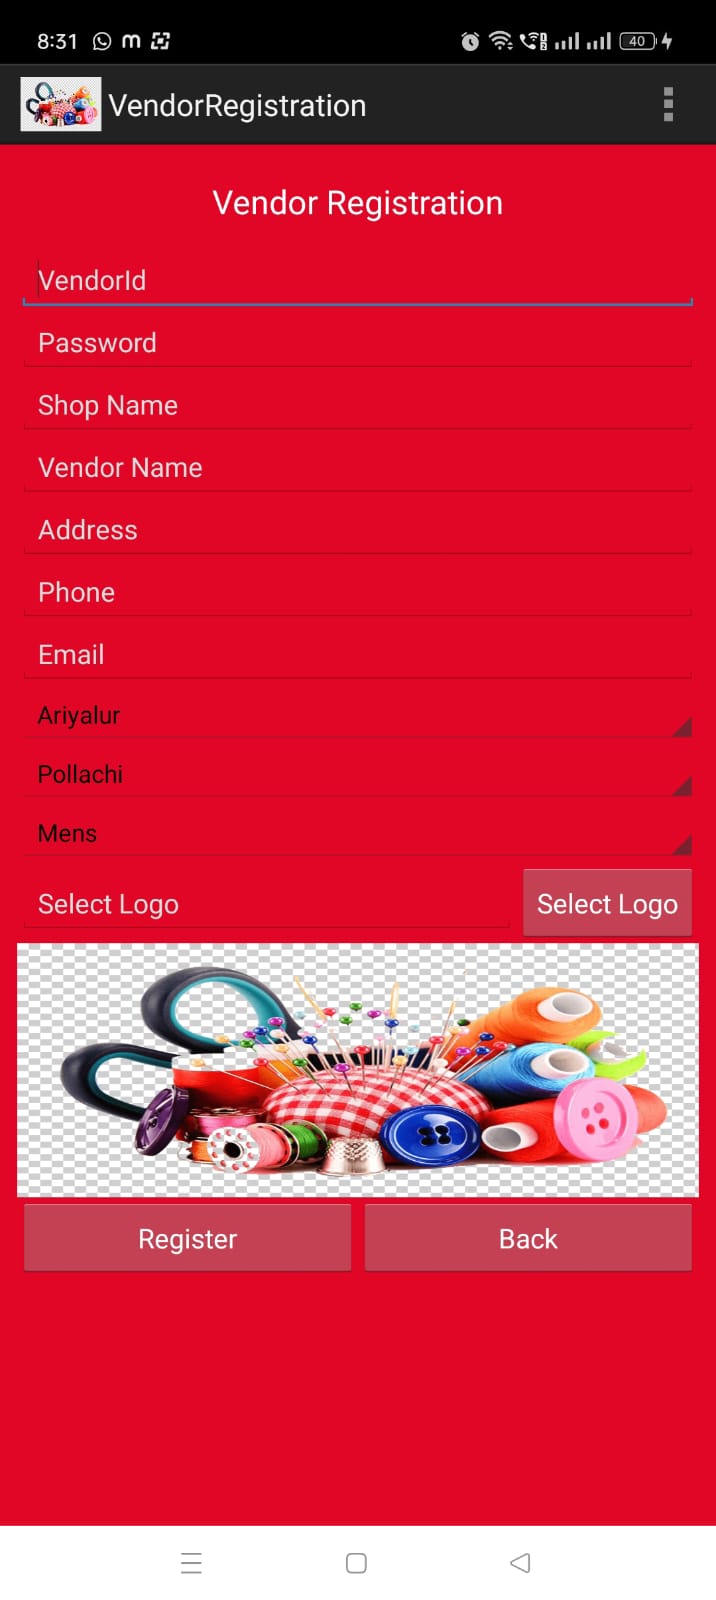 8:31
40
VendorRegistration
Vendor Registration
VendorId
Password
Shop Name
Vendor Name
Address
Phone
Email
Ariyalur
Pollachi
Mens
Select Logo Select Logo
Register Back